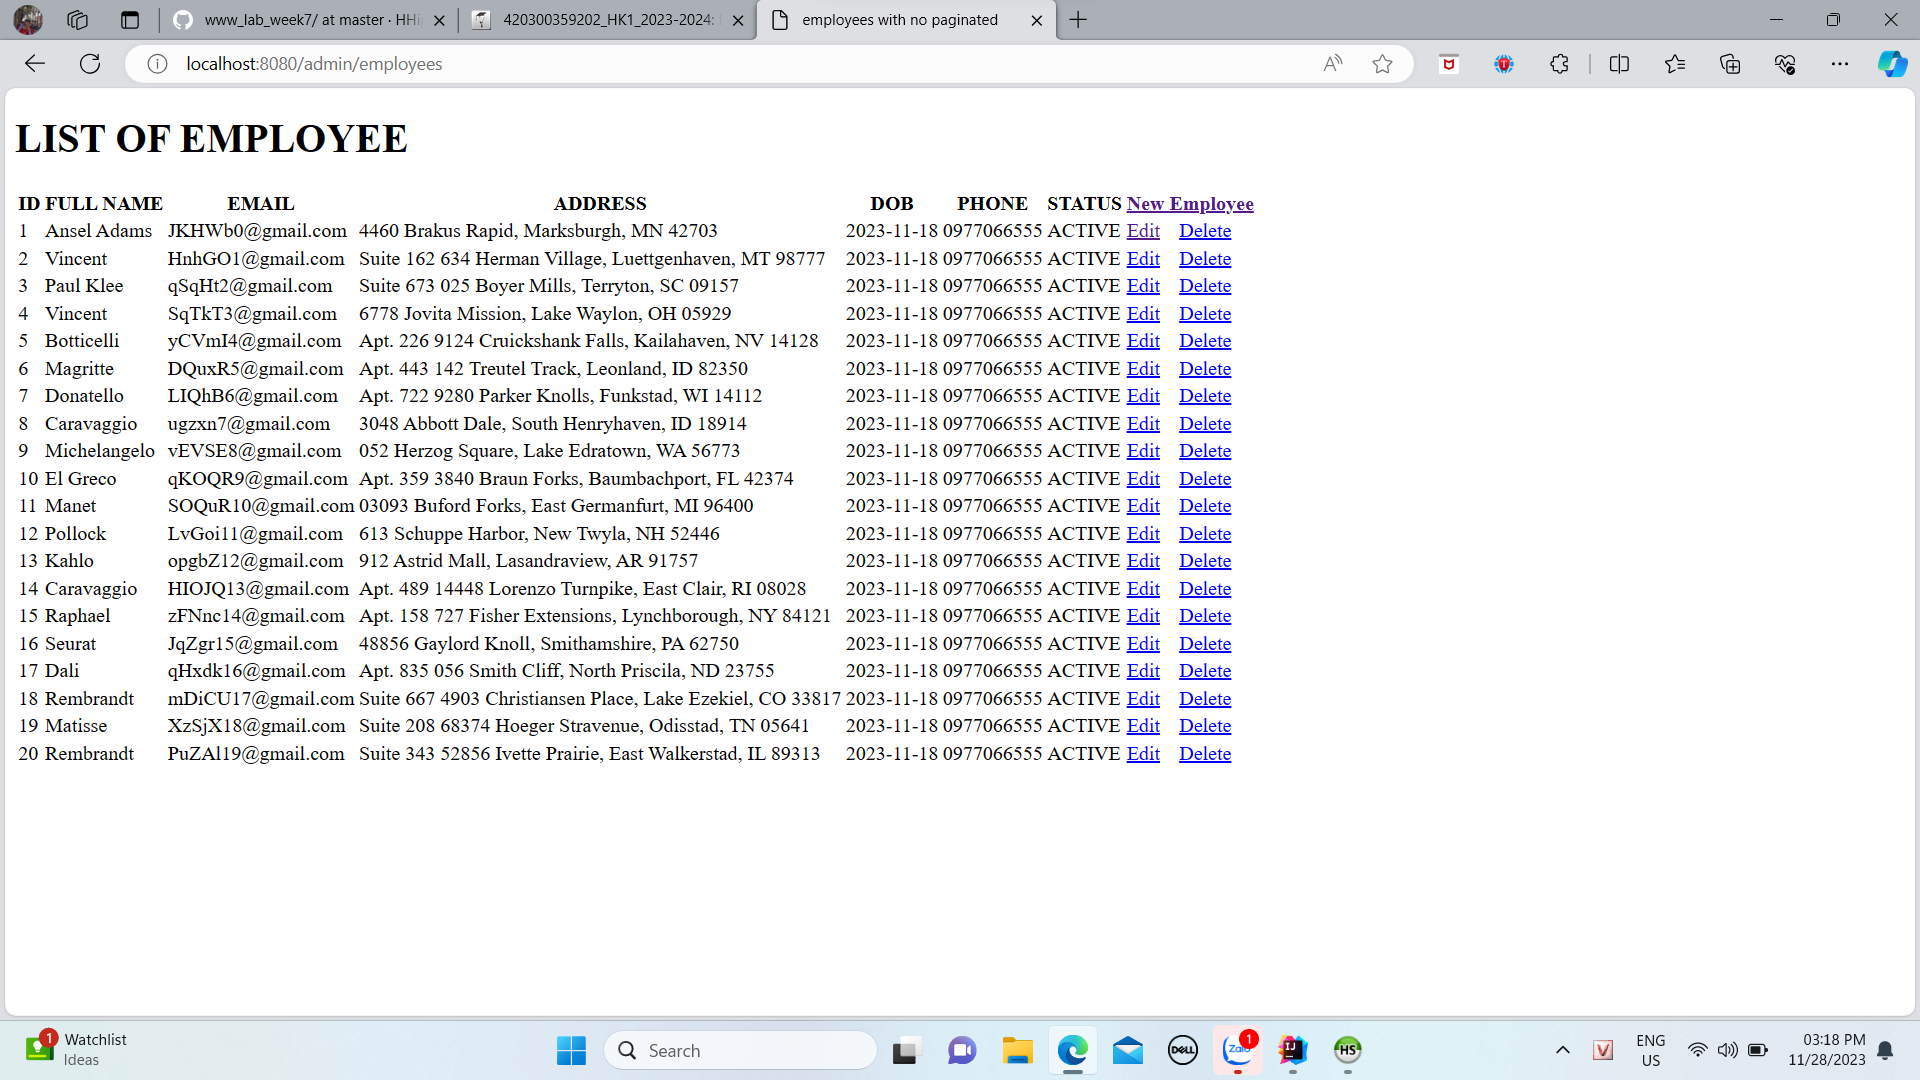 www_lab_week7/ at master · HHi
420300359202_HK1_2023-2024:
employees with no paginated
localhost:8080/admin/employees
LIST OF EMPLOYEE
ID FULL NAME EMAIL ADDRESS DOB PHONE STATUS New Employee
1 Ansel Adams JKHWb0@gmail.com 4460 Brakus Rapid, Marksburgh, MN 42703 2023-11-18 0977066555 ACTIVE Edit Delete
2 Vincent HnhGO1@gmail.com Suite 162 634 Herman Village, Luettgenhaven, MT 98777 2023-11-18 0977066555 ACTIVE Edit Delete
3 Paul Klee qSqHt2@gmail.com Suite 673 025 Boyer Mills, Terryton, SC 09157 2023-11-18 0977066555 ACTIVE Edit Delete
4 Vincent SqTkT3@gmail.com 6778 Jovita Mission, Lake Waylon, OH 05929 2023-11-18 0977066555 ACTIVE Edit Delete
5 Botticelli yCVmI4@gmail.com Apt. 226 9124 Cruickshank Falls, Kailahaven, NV 14128 2023-11-18 0977066555 ACTIVE Edit Delete
6 Magritte DQuxR5@gmail.com Apt. 443 142 Treutel Track, Leonland, ID 82350 2023-11-18 0977066555 ACTIVE Edit Delete
7 Donatello LIQhB6@gmail.com Apt. 722 9280 Parker Knolls, Funkstad, WI 14112 2023-11-18 0977066555 ACTIVE Edit Delete
8 Caravaggio ugzxn7@gmail.com 3048 Abbott Dale, South Henryhaven, ID 18914 2023-11-18 0977066555 ACTIVE Edit Delete
9 Michelangelo vEVSE8@gmail.com 052 Herzog Square, Lake Edratown, WA 56773 2023-11-18 0977066555 ACTIVE Edit Delete
10 El Greco qKOQR9@gmail.com Apt. 359 3840 Braun Forks, Baumbachport, FL 42374 2023-11-18 0977066555 ACTIVE Edit Delete
11 Manet SOQuR10@gmail.com 03093 Buford Forks, East Germanfurt, MI 96400 2023-11-18 0977066555 ACTIVE Edit Delete
12 Pollock LvGoi11@gmail.com 613 Schuppe Harbor, New Twyla, NH 52446 2023-11-18 0977066555 ACTIVE Edit Delete
13 Kahlo opgbZ12@gmail.com 912 Astrid Mall, Lasandraview, AR 91757 2023-11-18 0977066555 ACTIVE Edit Delete
14 Caravaggio HIOJQ13@gmail.com Apt. 489 14448 Lorenzo Turnpike, East Clair, RI 08028 2023-11-18 0977066555 ACTIVE Edit Delete
15 Raphael zFNnc14@gmail.com Apt. 158 727 Fisher Extensions, Lynchborough, NY 84121 2023-11-18 0977066555 ACTIVE Edit Delete
16 Seurat JqZgr15@gmail.com 48856 Gaylord Knoll, Smithamshire, PA 62750 2023-11-18 0977066555 ACTIVE Edit Delete
17 Dali qHxdk16@gmail.com Apt. 835 056 Smith Cliff, North Priscila, ND 23755 2023-11-18 0977066555 ACTIVE Edit Delete
18 Rembrandt mDiCU17@gmail.com Suite 667 4903 Christiansen Place, Lake Ezekiel, CO 33817 2023-11-18 0977066555 ACTIVE Edit Delete
19 Matisse XzSjX18@gmail.com Suite 208 68374 Hoeger Stravenue, Odisstad, TN 05641 2023-11-18 0977066555 ACTIVE Edit Delete
20 Rembrandt PuZAl19@gmail.com Suite 343 52856 Ivette Prairie, East Walkerstad, IL 89313 2023-11-18 0977066555 ACTIVE Edit Delete
1 Watchlist
Ideas
Search
DELL
Zalo 1
IJ
HS
V
ENG
US
03:18 PM
11/28/2023